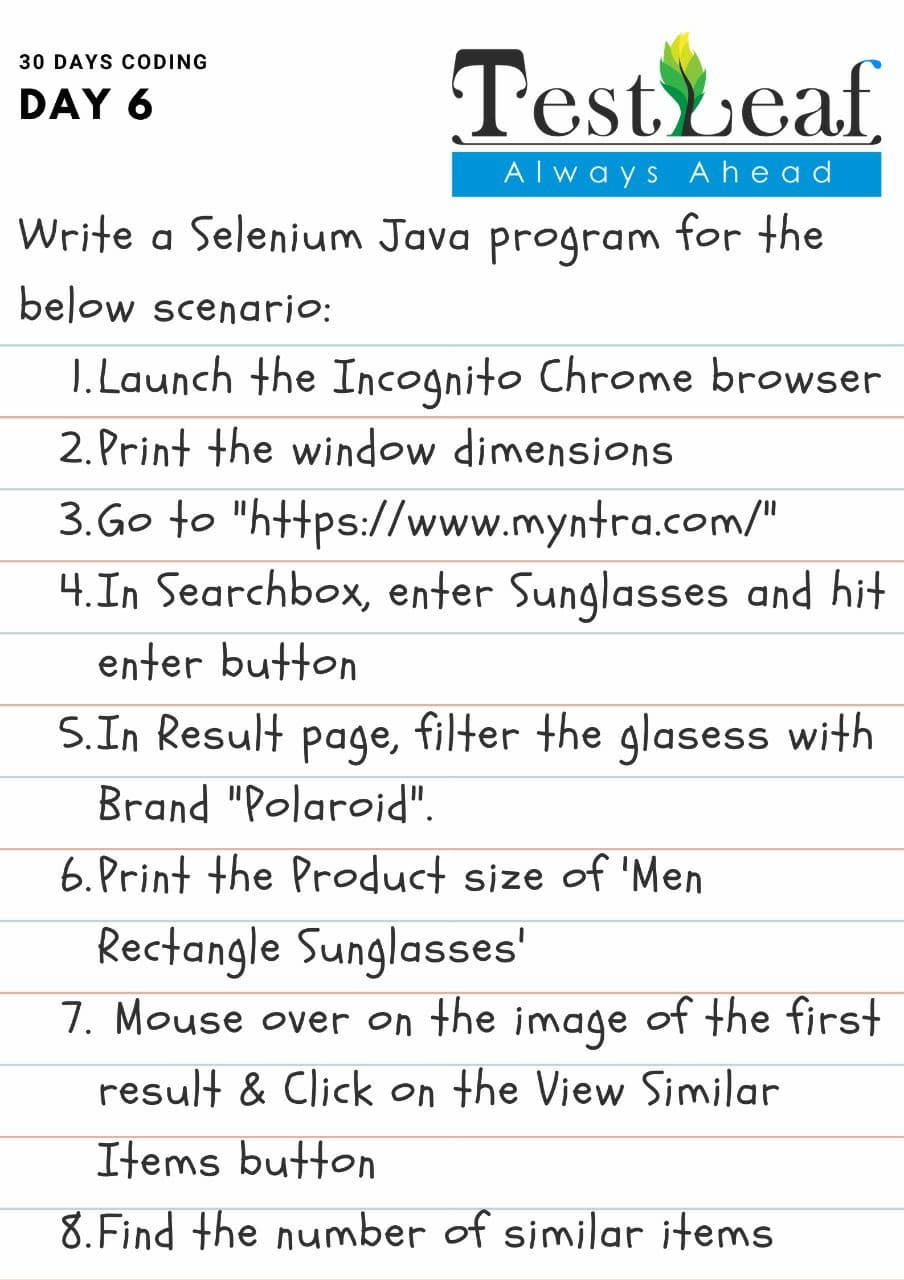 30 DAYS CODING
DAY 6
TestLeaf
Always Ahead
Write a Selenium Java program for the
below scenario:
1.Launch the Incognito Chrome browser
2.Print the window dimensions
3.Go to "https://www.myntra.com/"
4.In Searchbox, enter Sunglasses and hit
enter button
5.In Result page, filter the glasess with
Brand "Polaroid".
6.Print the Product size of 'Men
Rectangle Sunglasses'
7. Mouse over on the image of the first
result & Click on the View Similar
Items button
8.Find the number of similar items